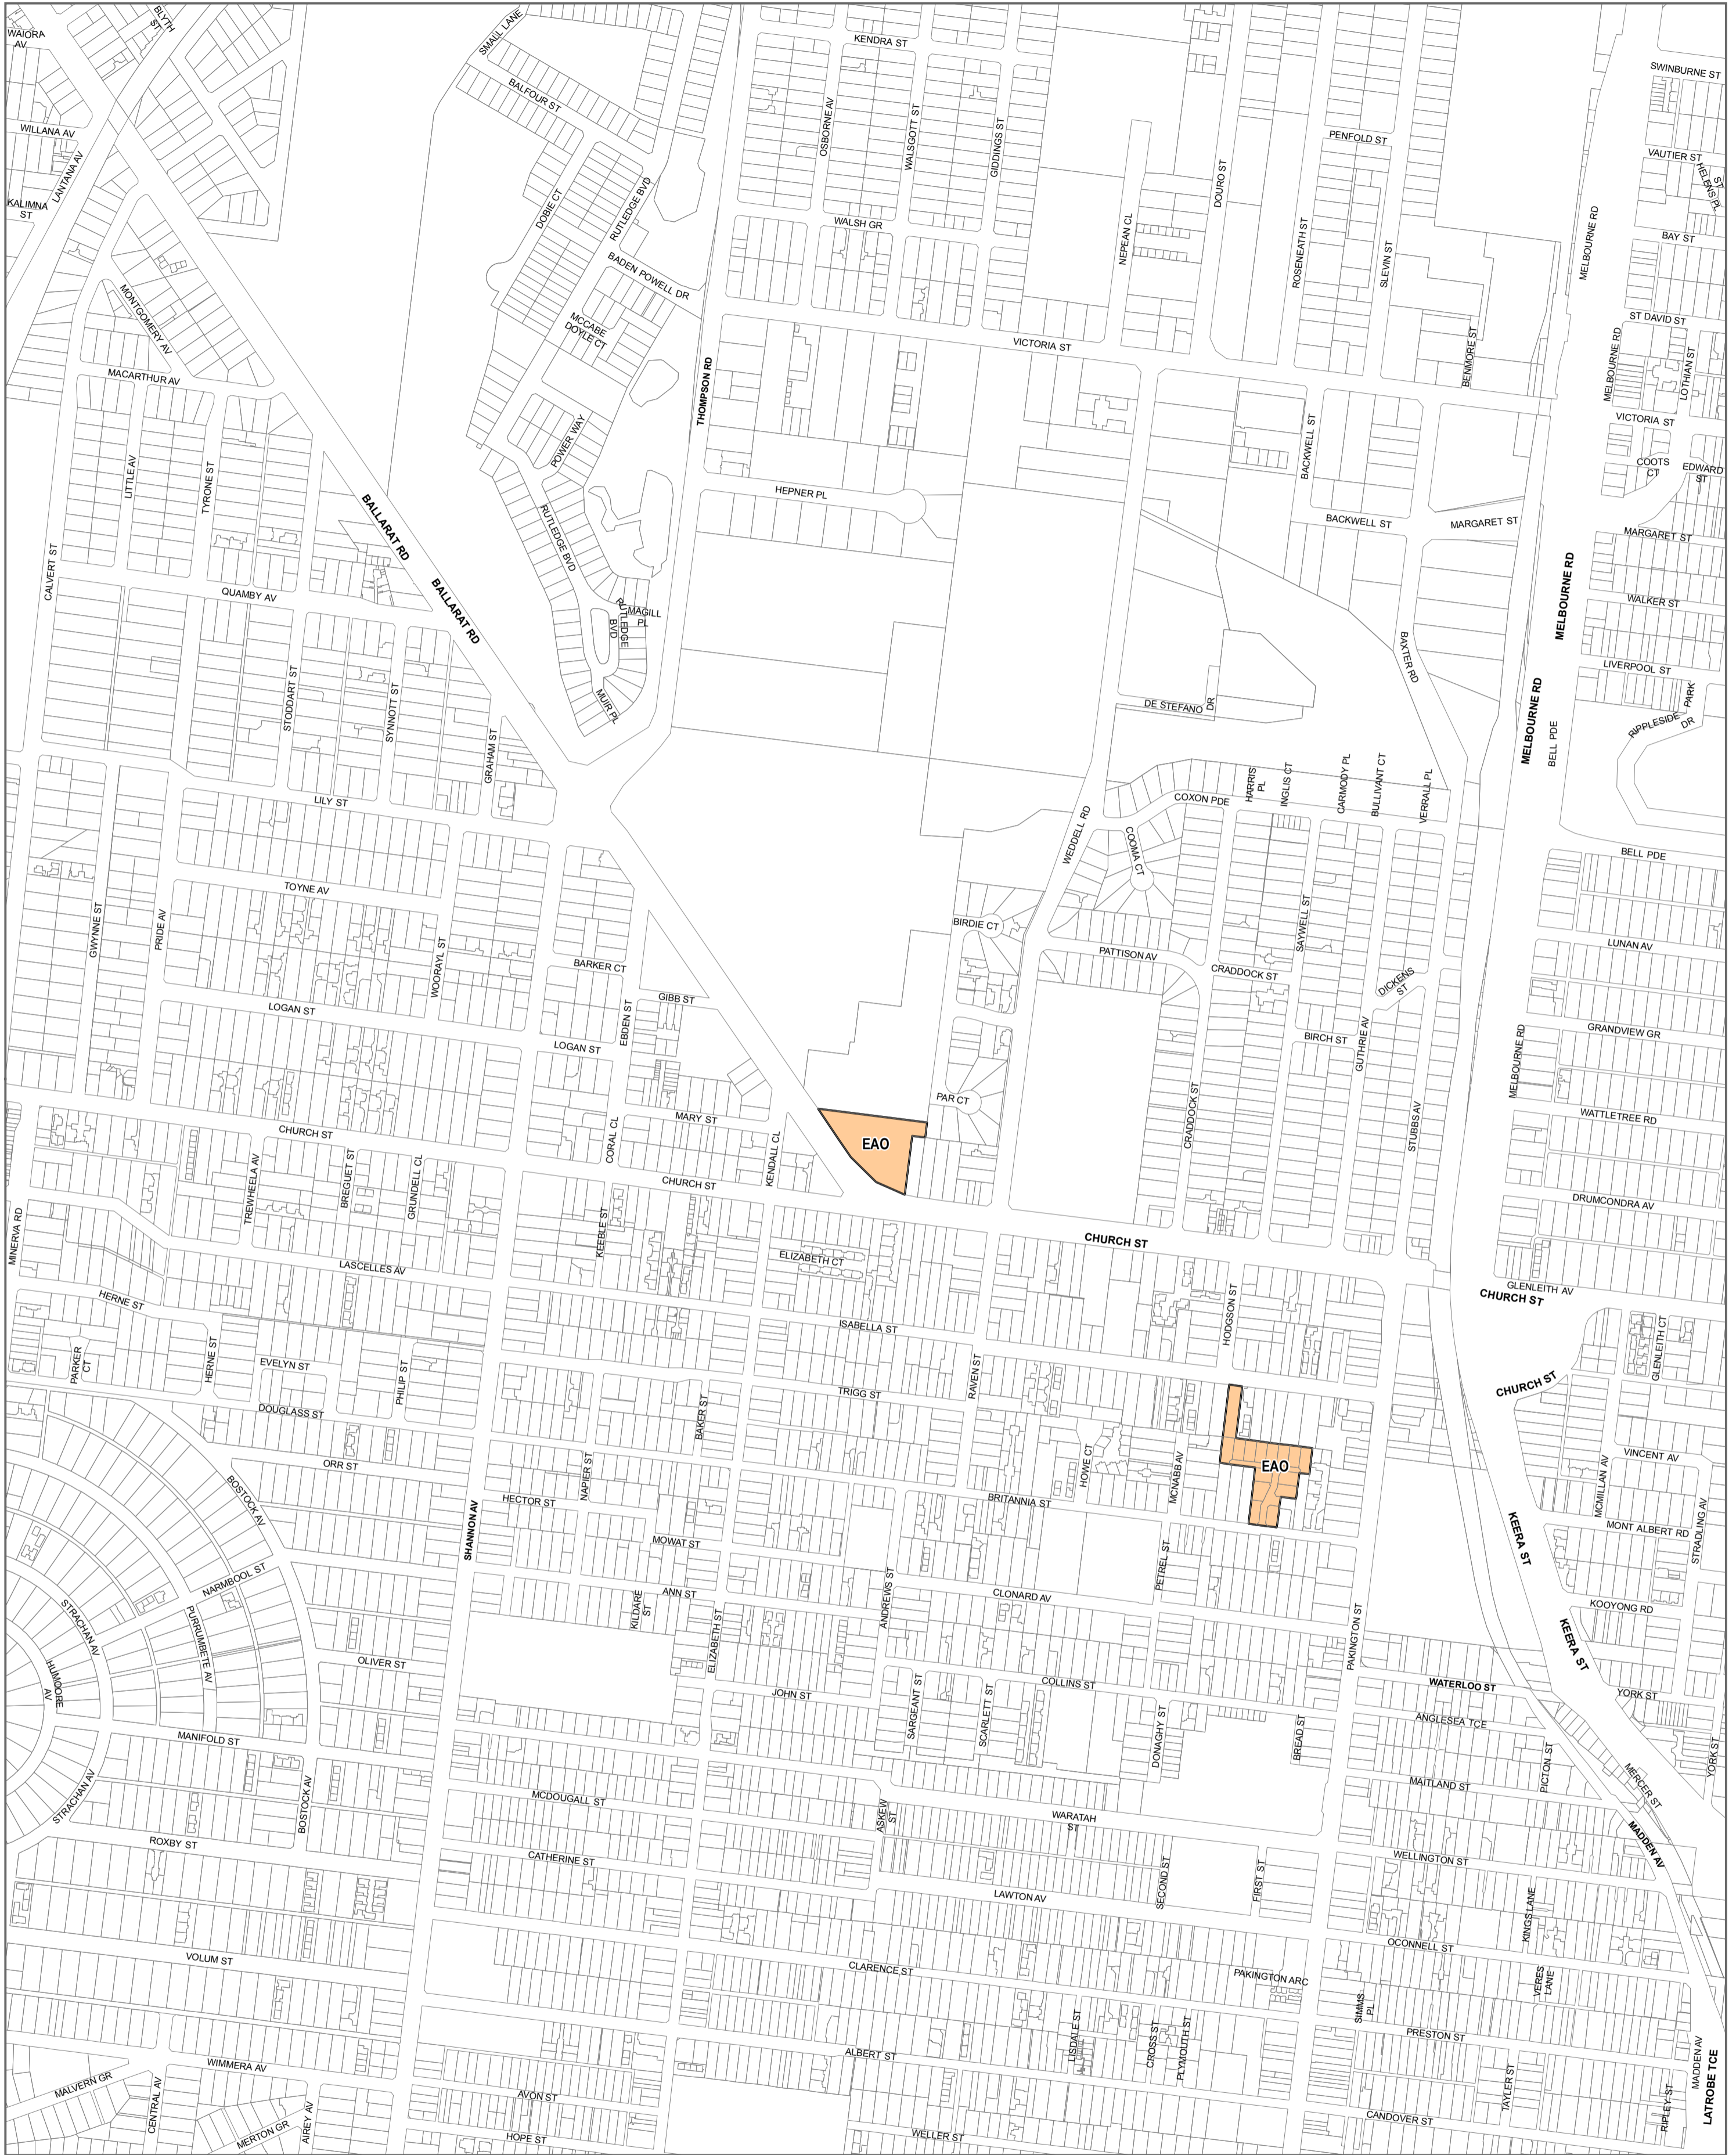 BLYTH
ST
WAIORA
AV
SMALL LANE
KENDRA ST
SWINBURNE ST
BALFOUR ST
OSBORNE AV
WALSGOTT ST
GIDDINGS ST
PENFOLD ST
WILLANA AV
LANTANA AV
VAUTIER ST
ST
HELENS PL
KALIMNA
ST
DOBIE CT
RUTLEDGE BVD
DOURO ST
WALSH GR
NEPEAN CL
ROSENEATH ST
SLEVIN ST
MELBOURNE RD
BAY ST
BADEN POWELL DR
MONTGOMERY AV
MCCABE
DOYLE CT
ST DAVID ST
VICTORIA ST
BENMORE ST
MELBOURNE RD
LOTHIAN ST
MACARTHUR AV
THOMPSON RD
VICTORIA ST
POWER WAY
BACKWELL ST
COOTS
CT
EDWARD
ST
LITTLE AV
TYRONE ST
HEPNER PL
BALLARAT RD
RUTLEDGE BVD
BACKWELL ST
MARGARET ST
MARGARET ST
CALVERT ST
QUAMBY AV
BALLARAT RD
RUTLEDGE
BVD
MAGILL
PL
MELBOURNE RD
WALKER ST
BAXTER RD
LIVERPOOL ST
STODDART ST
SYNNOTT ST
MUIR PL
DE STEFANO
DR
MELBOURNE RD
BELL PDE
RIPPLESIDE
PARK
DR
GRAHAM ST
LILY ST
HARRIS
PL
INGLIS CT
CARMODY PL
BULLIVANT CT
VERRALL PL
COXON PDE
WEDDELL RD
COOMA CT
BELL PDE
TOYNE AV
GWYNNE ST
PRIDE AV
WOORAYL ST
BIRDIE CT
SAYWELL ST
LUNAN AV
BARKER CT
PATTISON AV
CRADDOCK ST
DICKENS
ST
GIBB ST
LOGAN ST
EBDEN ST
LOGAN ST
BIRCH ST
GUTHRIE AV
GRANDVIEW GR
MELBOURNE RD
PAR CT
CRADDOCK ST
STUBBS AV
WATTLETREE RD
MARY ST
CHURCH ST
CORAL CL
KENDALL CL
EAO
TREWHEELA AV
BREGUET ST
GRUNDELL CL
CHURCH ST
DRUMCONDRA AV
MINERVA RD
KEEBLE ST
ELIZABETH CT
CHURCH ST
LASCELLES AV
GLENLEITH AV
CHURCH ST
HERNE ST
ISABELLA ST
HODGSON ST
GLENLEITH CT
PARKER
CT
HERNE ST
EVELYN ST
PHILIP ST
TRIGG ST
RAVEN ST
CHURCH ST
DOUGLASS ST
BAKER ST
HOWE CT
MCNABB AV
EAO
VINCENT AV
MCMILLAN AV
ORR ST
BOSTOCK AV
NAPIER ST
HECTOR ST
BRITANNIA ST
SHANNON AV
MOWAT ST
PETREL ST
KEERA ST
MONT ALBERT RD
STRADLING AV
NARMBOOL ST
STRACHAN AV
PURRUMBETE AV
KILDARE
ST
ANN ST
ANDREWS ST
CLONARD AV
KOOYONG RD
HUMOORE
AV
OLIVER ST
ELIZABETH ST
PAKINGTON ST
KEERA ST
JOHN ST
SARGEANT ST
SCARLETT ST
COLLINS ST
WATERLOO ST
YORK ST
MANIFOLD ST
DONAGHY ST
BREAD ST
ANGLESEA TCE
PICTON ST
YORK ST
STRACHAN AV
BOSTOCK AV
MCDOUGALL ST
ASKEW
ST
WARATAH
ST
MAITLAND ST
MERCER ST
ROXBY ST
CATHERINE ST
MADDEN AV
WELLINGTON ST
LAWTON AV
SECOND ST
FIRST ST
KINGS LANE
VOLUM ST
CLARENCE ST
OCONNELL ST
PAKINGTON ARC
SIMMS
PL
VERES
LANE
LISDALE ST
CROSS ST
PLYMOUTH ST
PRESTON ST
WIMMERA AV
ALBERT ST
MADDEN AV
LATROBE TCE
MALVERN GR
CENTRAL AV
AIREY AV
AVON ST
TAYLER ST
RIPLEY ST
MERTON GR
HOPE ST
WELLER ST
CANDOVER ST